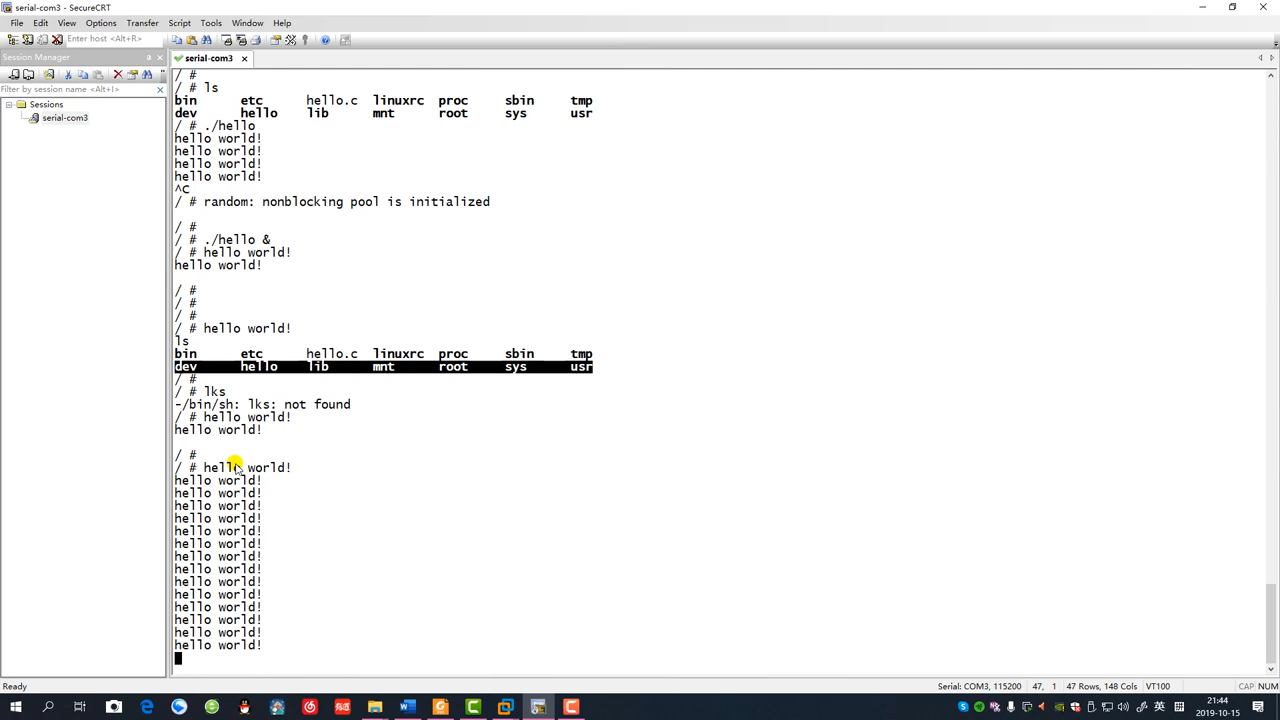 serial-com3 - SecureCRT
File Edit View Options Transfer Script Tools Window Help
Enter host <Alt+R>
Session Manager
serial-com3
Filter by session name <Alt+I>
Sessions
serial-com3
/ #
/ # ls
bin etc hello.c linuxrc proc sbin tmp
dev hello lib mnt root sys usr
/ # ./hello
hello world!
hello world!
hello world!
hello world!
^C
/ # random: nonblocking pool is initialized
/ #
/ # ./hello &
/ # hello world!
hello world!
/ #
/ #
/ #
/ # hello world!
ls
bin etc hello.c linuxrc proc sbin tmp
dev hello lib mnt root sys usr
/ #
/ # lks
-/bin/sh: lks: not found
/ # hello world!
hello world!
/ #
/ # hello world!
hello world!
hello world!
hello world!
hello world!
hello world!
hello world!
hello world!
hello world!
hello world!
hello world!
hello world!
hello world!
hello world!
hello world!
Ready
Serial: COM3, 115200 47, 1 47 Rows, 148 Cols VT100 CAP NUM
有道
英
拼
21:44
2019-10-15